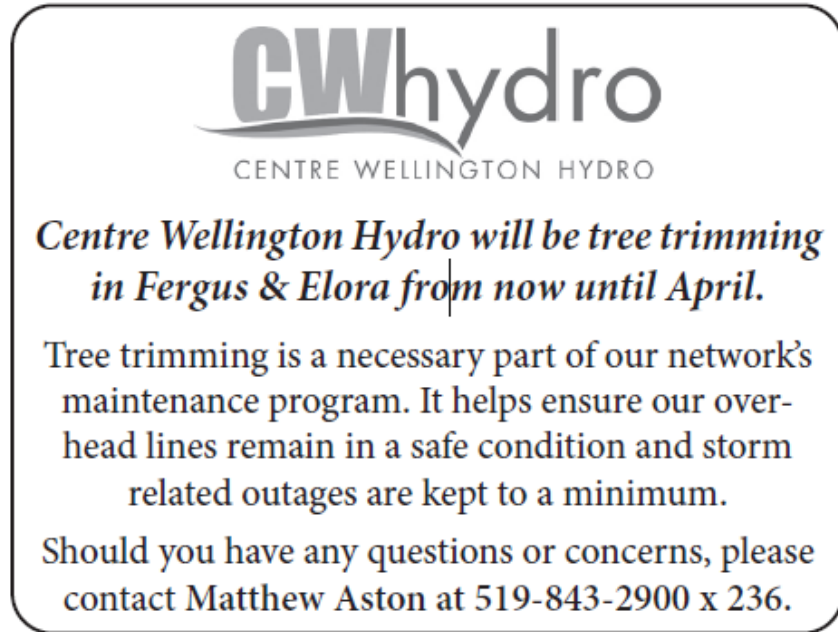 CWhydro
CENTRE WELLINGTON HYDRO
Centre Wellington Hydro will be tree trimming
in Fergus & Elora from now until April.
Tree trimming is a necessary part of our network's
maintenance program. It helps ensure our over-
head lines remain in a safe condition and storm
related outages are kept to a minimum.
Should you have any questions or concerns, please
contact Matthew Aston at 519-843-2900 x 236.